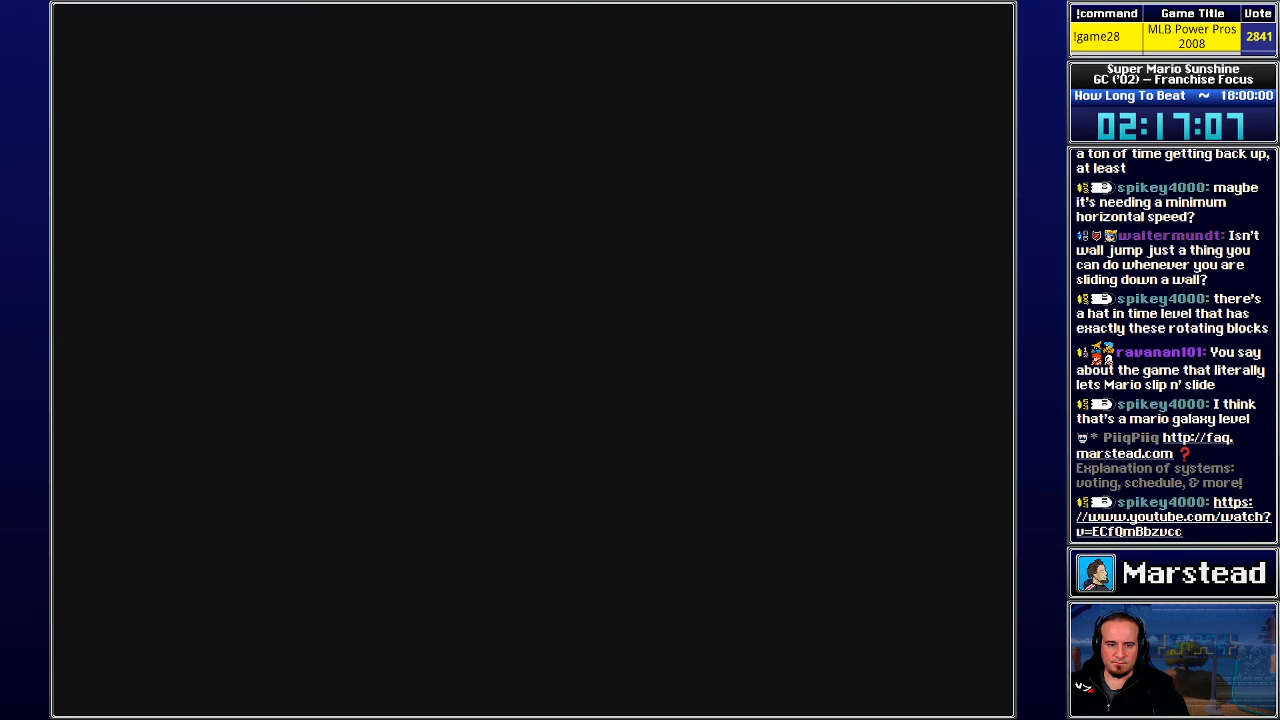 !command Game Title Vote
!game28 MLB Power Pros 2008 2841
Super Mario Sunshine
GC ('02) – Franchise Focus
How Long To Beat ~ 18:00:00
02:17:07
a ton of time getting back up,
at least
spikey4000: maybe
it's needing a minimum
horizontal speed?
waltermundt: Isn't
wall jump just a thing you
can do whenever you are
sliding down a wall?
spikey4000: there's
a hat in time level that has
exactly these rotating blocks
ravanan101: You say
about the game that literally
lets Mario slip n' slide
spikey4000: I think
that's a mario galaxy level
* PiiqPiiq http://faq.
marstead.com ❓
Explanation of systems:
voting, schedule, & more!
spikey4000: https:
//www.youtube.com/watch?
v=ECfQmBbzvcc
Marstead